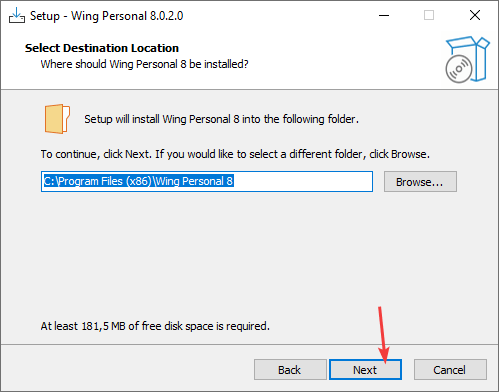 Setup - Wing Personal 8.0.2.0
Select Destination Location
Where should Wing Personal 8 be installed?
Setup will install Wing Personal 8 into the following folder.
To continue, click Next. If you would like to select a different folder, click Browse.
C:\Program Files (x86)\Wing Personal 8
Browse...
At least 181,5 MB of free disk space is required.
Back
Next
Cancel